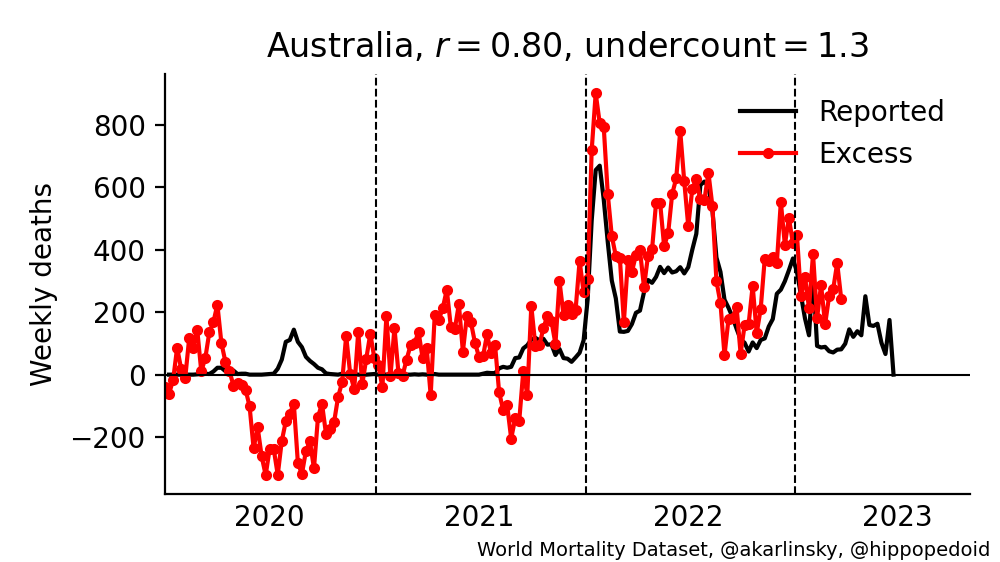 Australia, r = 0.80, undercount = 1.3
Reported
Excess
Weekly deaths
800
600
400
200
0
−200
2020 2021 2022 2023
World Mortality Dataset, @akarlinsky, @hippopedoid